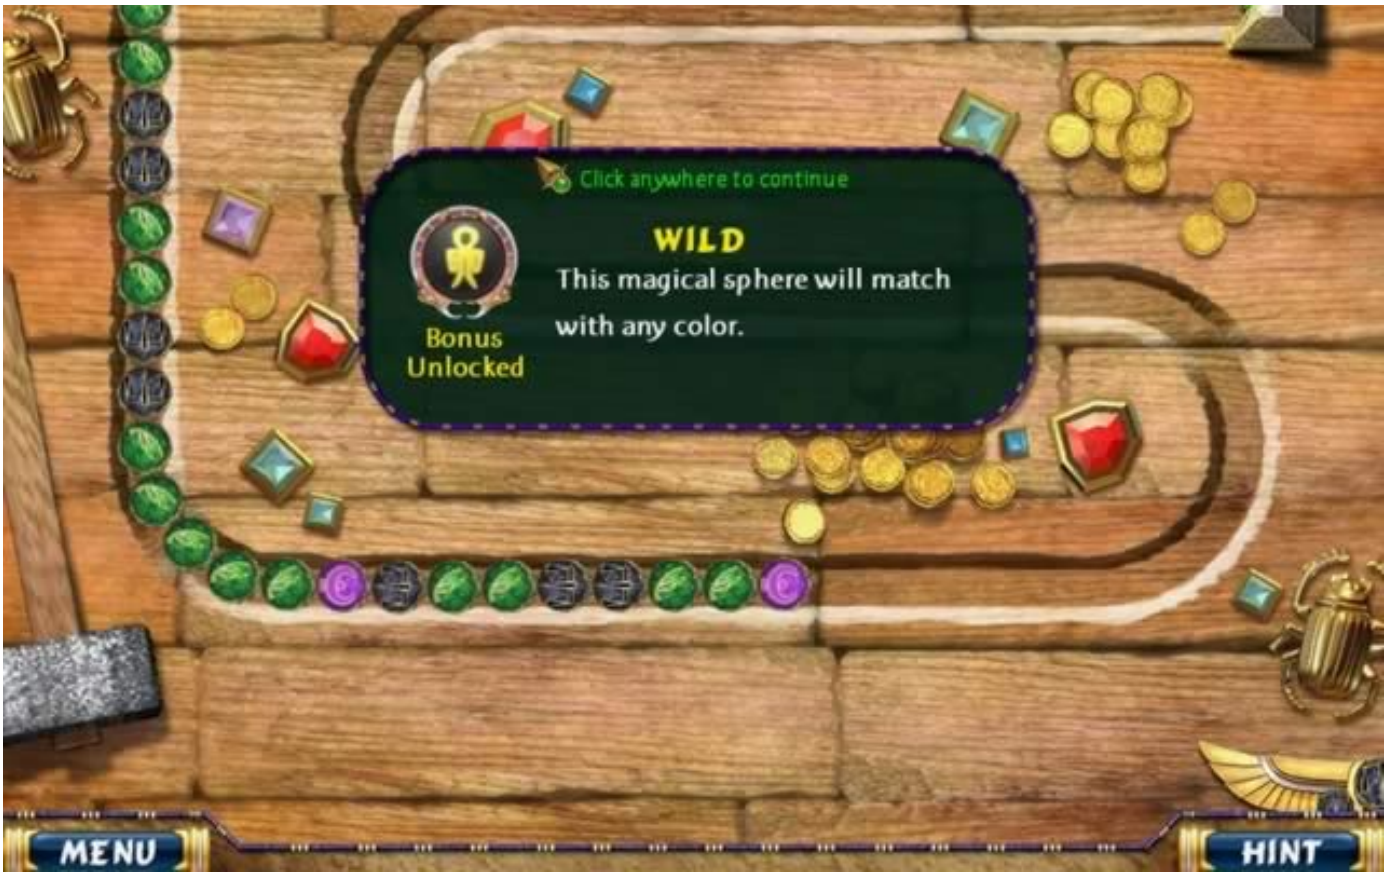 Click anywhere to continue
WILD
This magical sphere will match
with any color.
Bonus
Unlocked
MENU
HINT